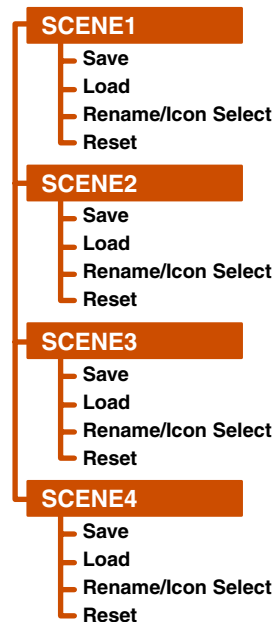 SCENE1
Save
Load
Rename/Icon Select
Reset
SCENE2
Save
Load
Rename/Icon Select
Reset
SCENE3
Save
Load
Rename/Icon Select
Reset
SCENE4
Save
Load
Rename/Icon Select
Reset